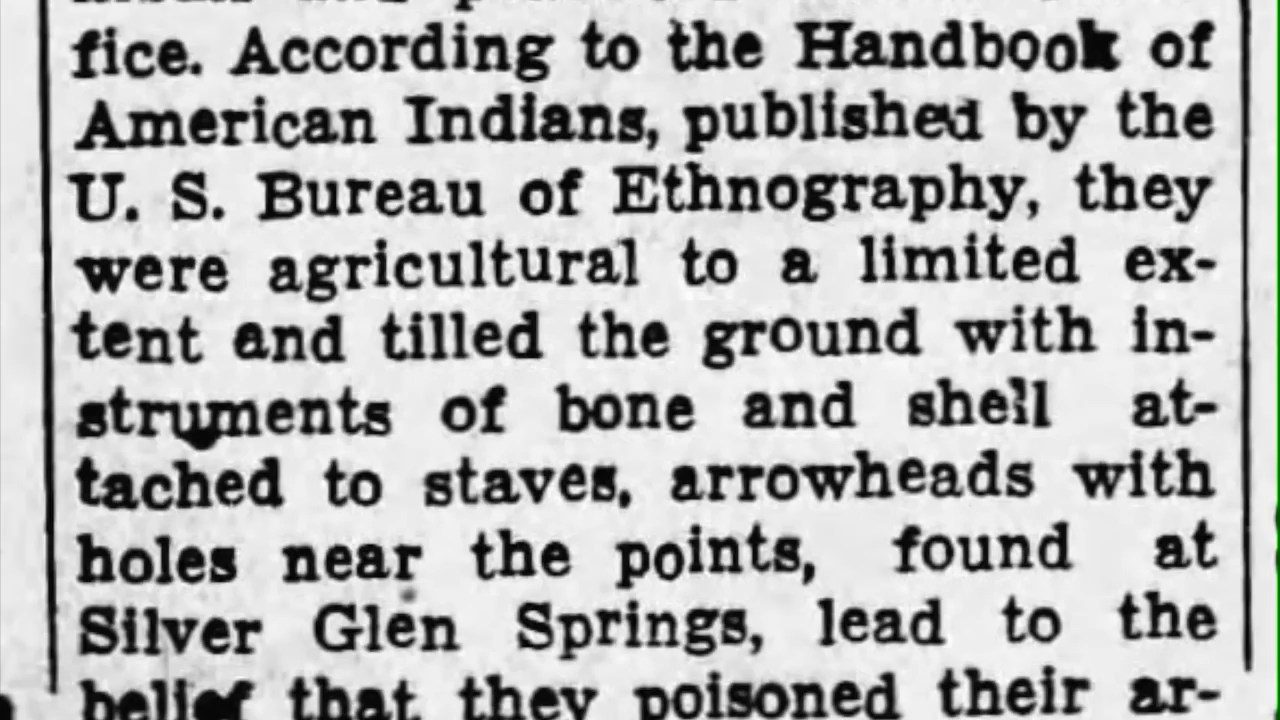 fice. According to the Handbook of
American Indians, published by the
U. S. Bureau of Ethnography, they
were agricultural to a limited ex-
tent and tilled the ground with in-
struments of bone and shell at-
tached to staves, arrowheads with
holes near the points, found at
Silver Glen Springs, lead to the
belief that they poisoned their ar-